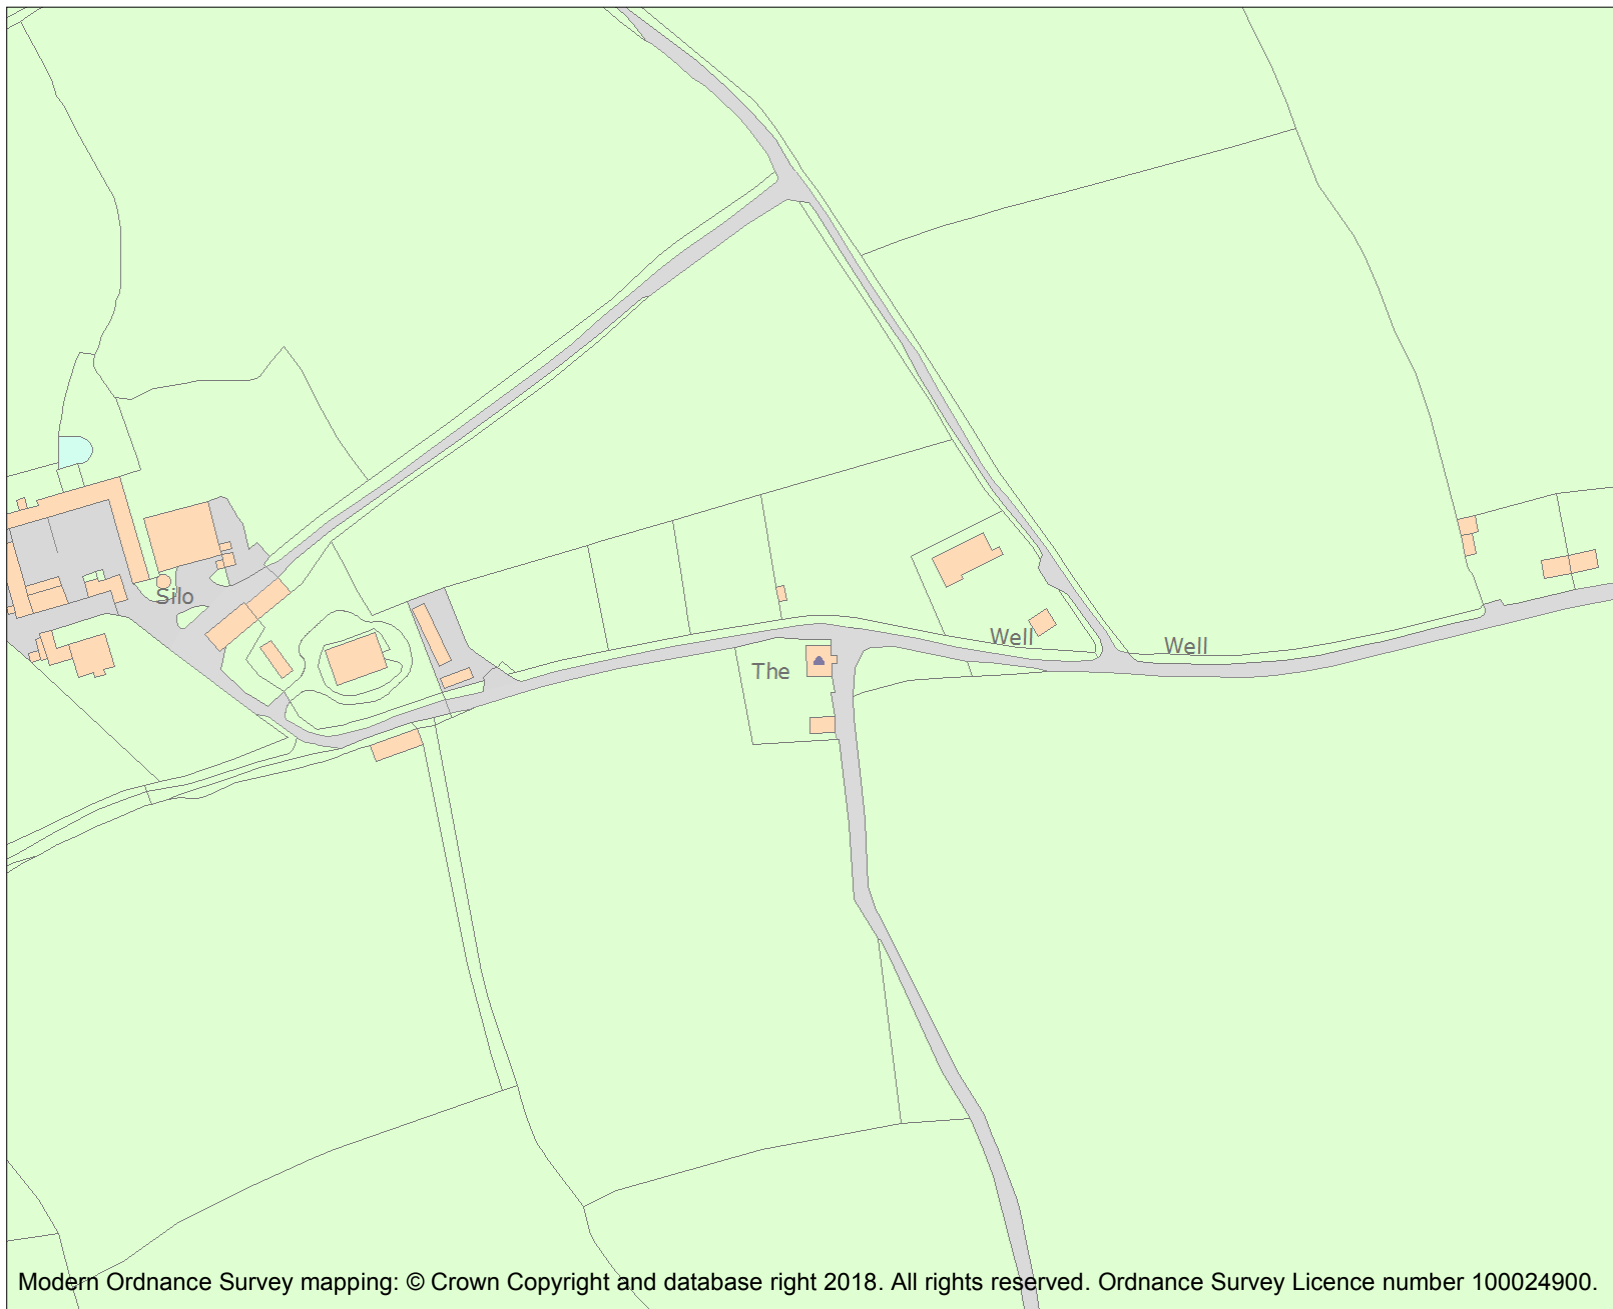 Silo
Well
Well
The
Modern Ordnance Survey mapping: © Crown Copyright and database right 2018. All rights reserved. Ordnance Survey Licence number 100024900.